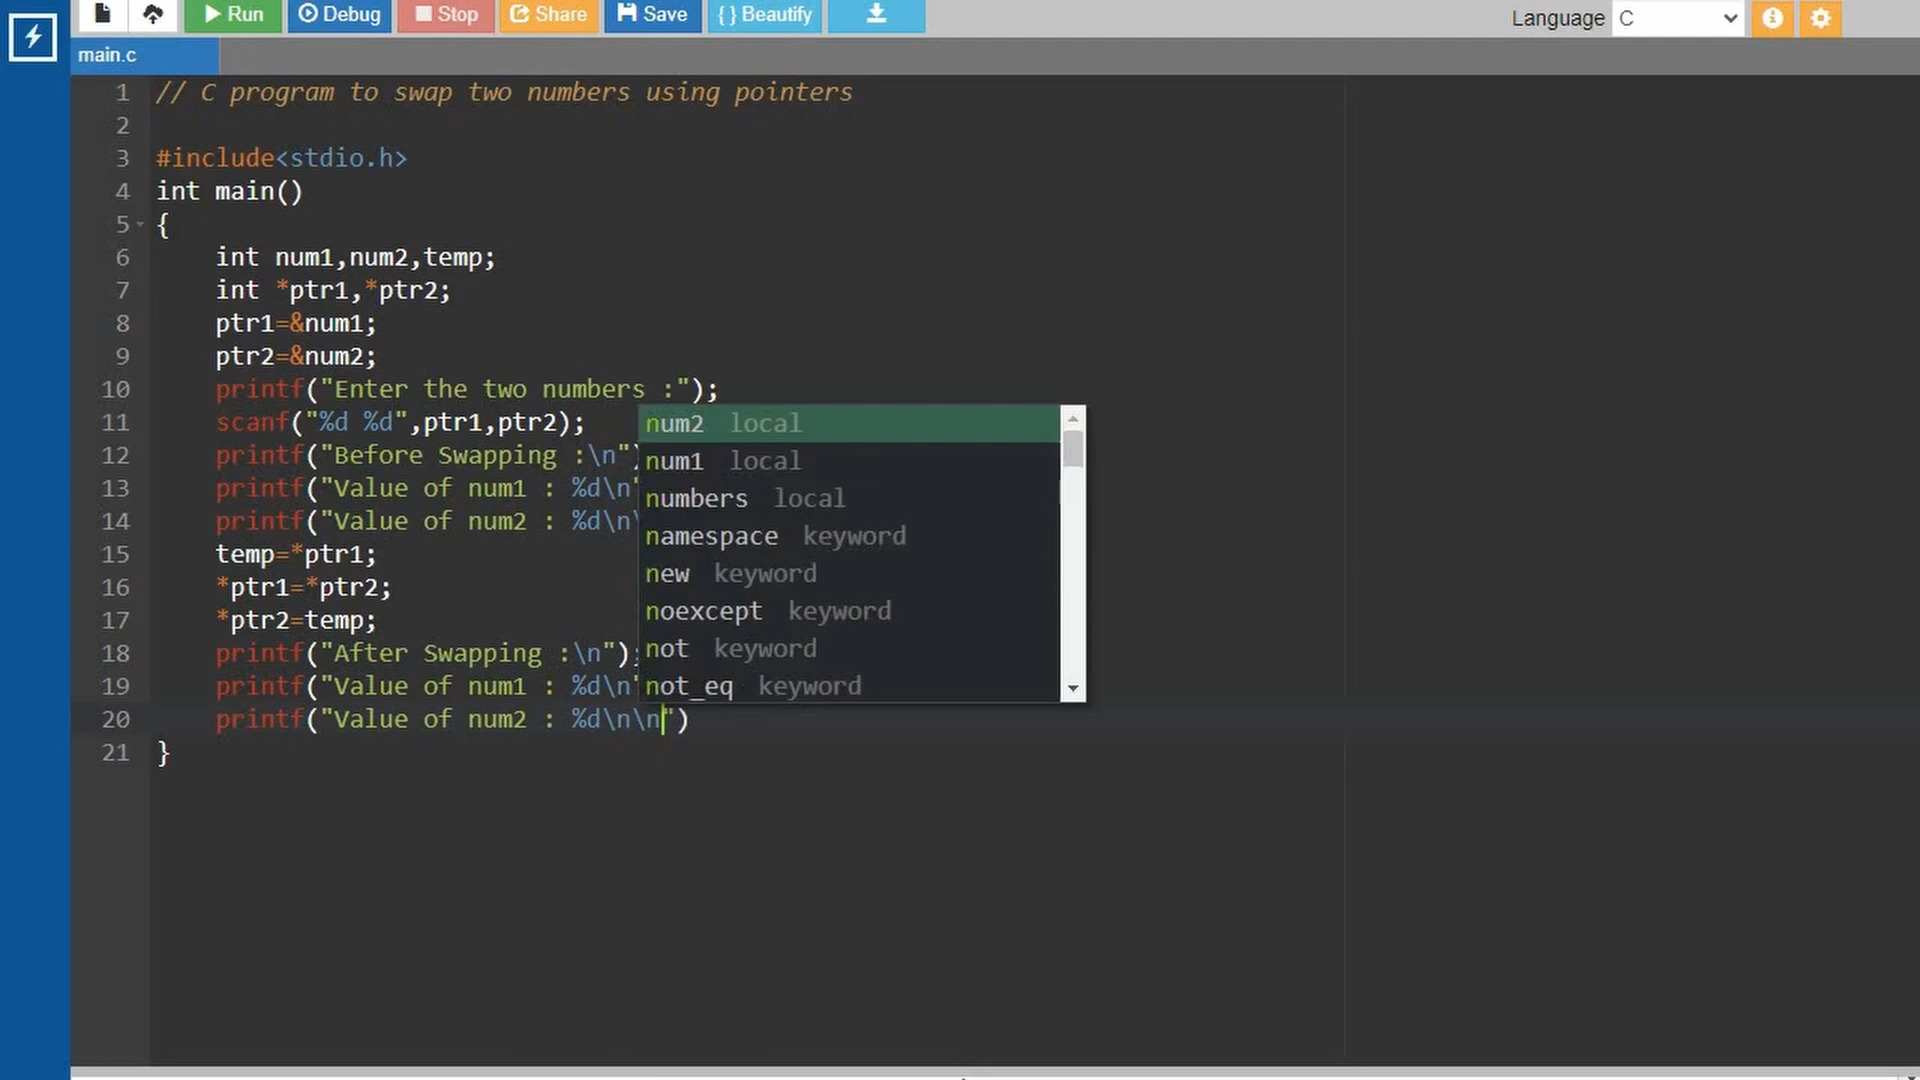 Run Debug Stop Share Save { } Beautify Language C
main.c
1 // C program to swap two numbers using pointers
2
3 #include<stdio.h>
4 int main()
5 {
6 int num1,num2,temp;
7 int *ptr1,*ptr2;
8 ptr1=&num1;
9 ptr2=&num2;
10 printf("Enter the two numbers :");
11 scanf("%d %d",ptr1,ptr2);
12 printf("Before Swapping :\n")
13 printf("Value of num1 : %d\n"
14 printf("Value of num2 : %d\n\
15 temp=*ptr1;
16 *ptr1=*ptr2;
17 *ptr2=temp;
18 printf("After Swapping :\n");
19 printf("Value of num1 : %d\n"
20 printf("Value of num2 : %d\n\n")
21 }
num2 local
num1 local
numbers local
namespace keyword
new keyword
noexcept keyword
not keyword
not_eq keyword